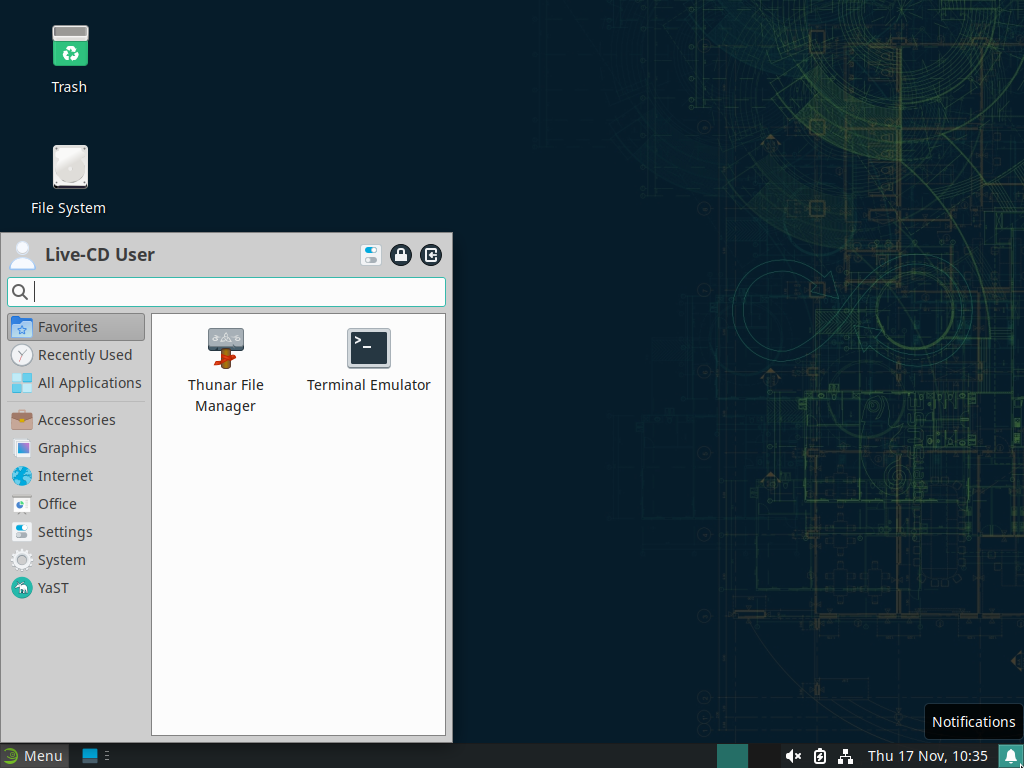 Trash
File System
Live-CD User
Favorites
Recently Used
All Applications
Accessories
Graphics
Internet
Office
Settings
System
YaST
Thunar File
Manager
Terminal Emulator
Notifications
Menu
Thu 17 Nov, 10:35